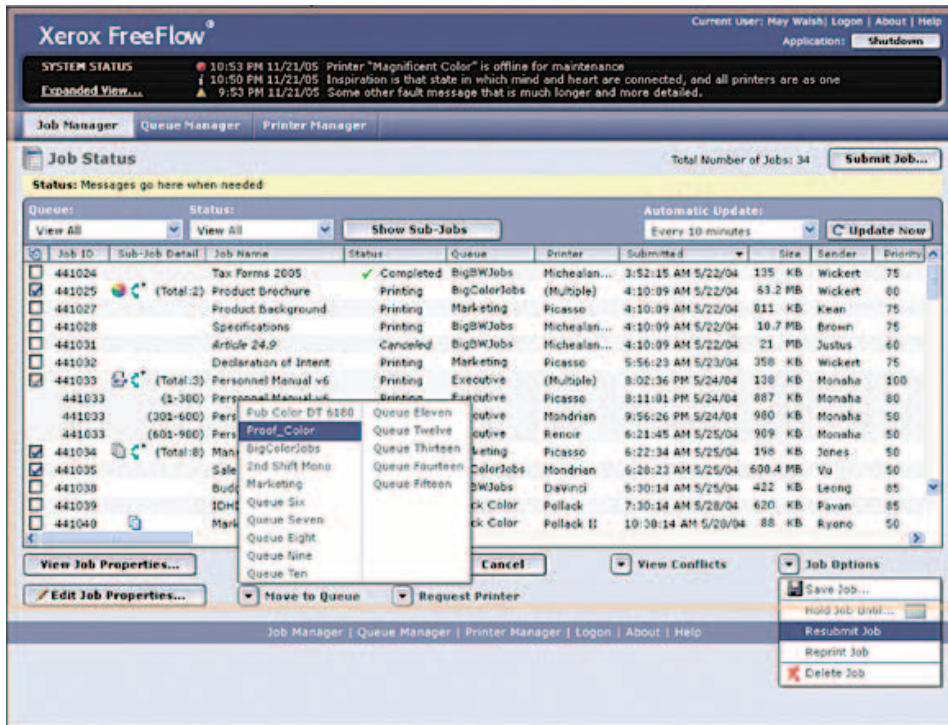 Xerox FreeFlow®
Current User: May Walsh| Logon | About | Help
Application: Shutdown
SYSTEM STATUS
Expanded View...
10:53 PM 11/21/05 Printer "Magnificent Color" is offline for maintenance
10:50 PM 11/21/05 Inspiration is that state in which mind and heart are connected, and all printers are as one
9:53 PM 11/21/05 Some other fault message that is much longer and more detailed.
Job Manager Queue Manager Printer Manager
Job Status
Total Number of Jobs: 34 Submit Job...
Status: Messages go here when needed
Queue: Status: Automatic Update:
View All View All Show Sub-Jobs Every 10 minutes Update Now
Job ID Sub-Job Detail Job Name Status Queue Printer Submitted Size Sender Priority
441024 Tax Forms 2005 Completed BigBWJobs Michealan... 3:52:15 AM 5/22/04 135 KB Wickert 75
441025 (Total:2) Product Brochure Printing BigColorJobs (Multiple) 4:10:09 AM 5/22/04 63.2 MB Wickert 80
441027 Product Background Printing Marketing Picasso 4:10:09 AM 5/22/04 811 KB Kean 75
441028 Specifications Printing BigBWJobs Michealan... 4:10:09 AM 5/22/04 10.7 MB Brown 75
441031 Article 24.9 Canceled BigBWJobs Michealan... 4:10:09 AM 5/22/04 21 MB Justus 60
441032 Declaration of Intent Printing Marketing Picasso 5:56:23 AM 5/23/04 358 KB Wickert 75
441033 (Total:3) Personnel Manual v6 Printing Executive (Multiple) 8:02:36 PM 5/24/04 138 KB Monaha 100
441033 (1-300) Personnel Manual v6 Printing Executive Picasso 8:11:01 PM 5/24/04 887 KB Monaha 80
441033 (301-600) Pers cutive Mondrian 9:56:26 PM 5/24/04 980 KB Monaha 50
441033 (601-900) Pers cutive Renoir 6:21:45 AM 5/25/04 909 KB Monaha 50
441034 (Total:8) Man keting Picasso 6:22:34 AM 5/25/04 198 KB Jones 50
441035 Sale ColorJobs Mondrian 6:28:23 AM 5/25/04 600.4 MB Vu 50
441038 Bud BWJobs DaVinci 6:30:14 AM 5/25/04 422 KB Leong 85
441039 IDM ck Color Pollack 7:30:14 AM 5/28/04 620 KB Pavan 85
441040 Mark ck Color Pollack II 10:30:14 AM 5/28/04 88 KB Ryono 50
Pub Color DT 6180 Queue Eleven
Proof_Color Queue Twelve
BigColorJobs Queue Thirteen
2nd Shift Mono Queue Fourteen
Marketing Queue Fifteen
Queue Six
Queue Seven
Queue Eight
Queue Nine
Queue Ten
View Job Properties... Cancel View Conflicts Job Options
Edit Job Properties... Move to Queue Request Printer
Save Job...
Hold Job Until...
Resubmit Job
Reprint Job
Delete Job
Job Manager | Queue Manager | Printer Manager | Logon | About | Help